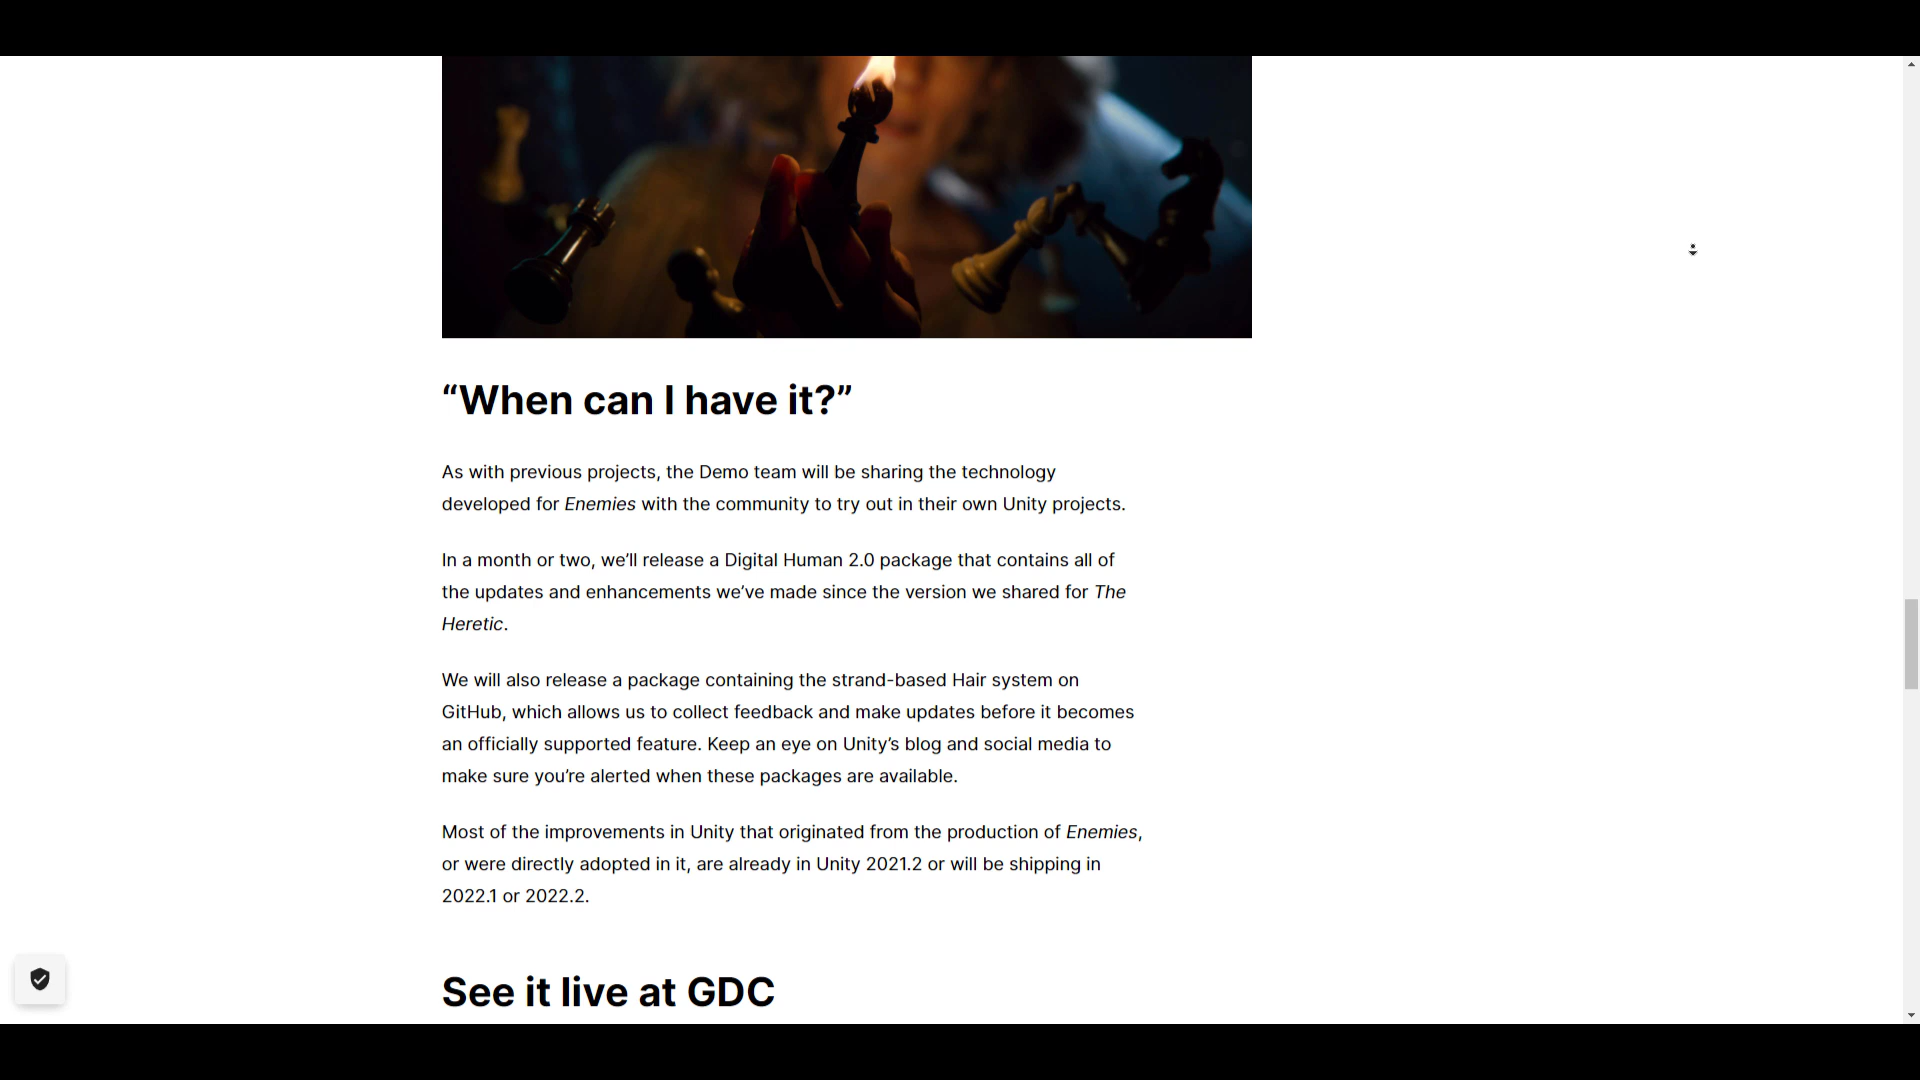 “When can I have it?”
As with previous projects, the Demo team will be sharing the technology
developed for Enemies with the community to try out in their own Unity projects.
In a month or two, we’ll release a Digital Human 2.0 package that contains all of
the updates and enhancements we’ve made since the version we shared for The
Heretic.
We will also release a package containing the strand-based Hair system on
GitHub, which allows us to collect feedback and make updates before it becomes
an officially supported feature. Keep an eye on Unity’s blog and social media to
make sure you’re alerted when these packages are available.
Most of the improvements in Unity that originated from the production of Enemies,
or were directly adopted in it, are already in Unity 2021.2 or will be shipping in
2022.1 or 2022.2.
See it live at GDC